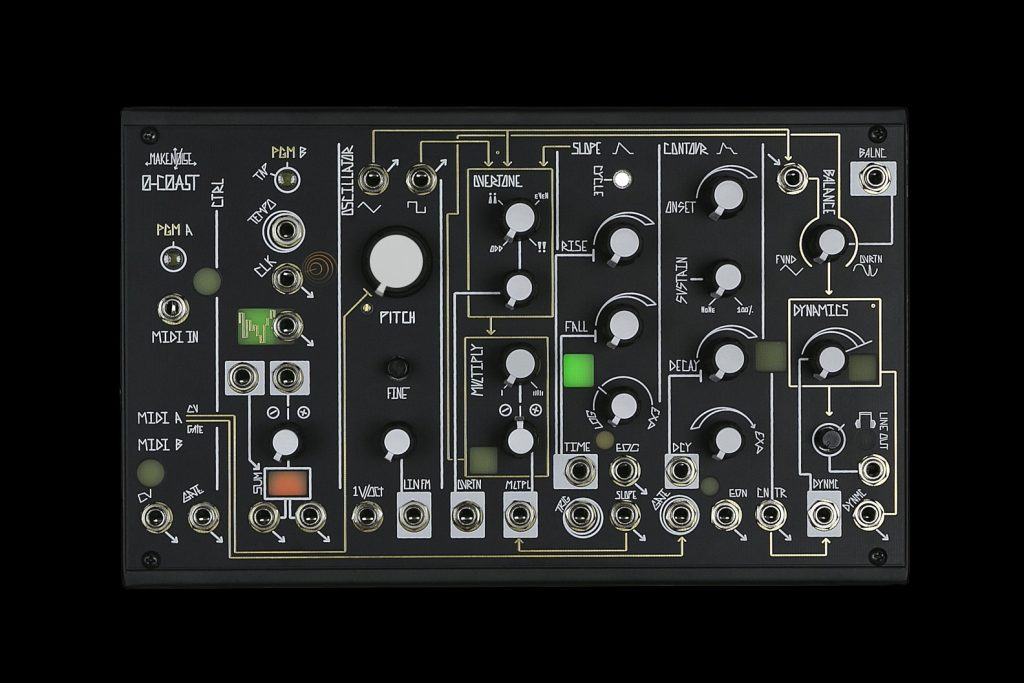 MAKENOISE
0-COAST
CTRL
PGM A
MIDI IN
MIDI A
CV
GATE
MIDI B
CV
GATE
TAP
PGM B
TEMPO
CLK
SUM
OSCILLATOR
PITCH
FINE
1V/OCT
LIN FM
OVERTONE
EVEN
ODD
!!
MULTIPLY
OVRTN
MLTPL
SLOPE
CYCLE
RISE
FALL
EXA
TIME
EOC
TRIG
SLOPE
CONTOUR
ONSET
SUSTAIN
NONE
100%
DECAY
EXA
DCY
GATE
EON
CNTR
BALNC
BALANCE
FUND
OVRTN
DYNAMICS
LINE OUT
DYNMC
DYNMC